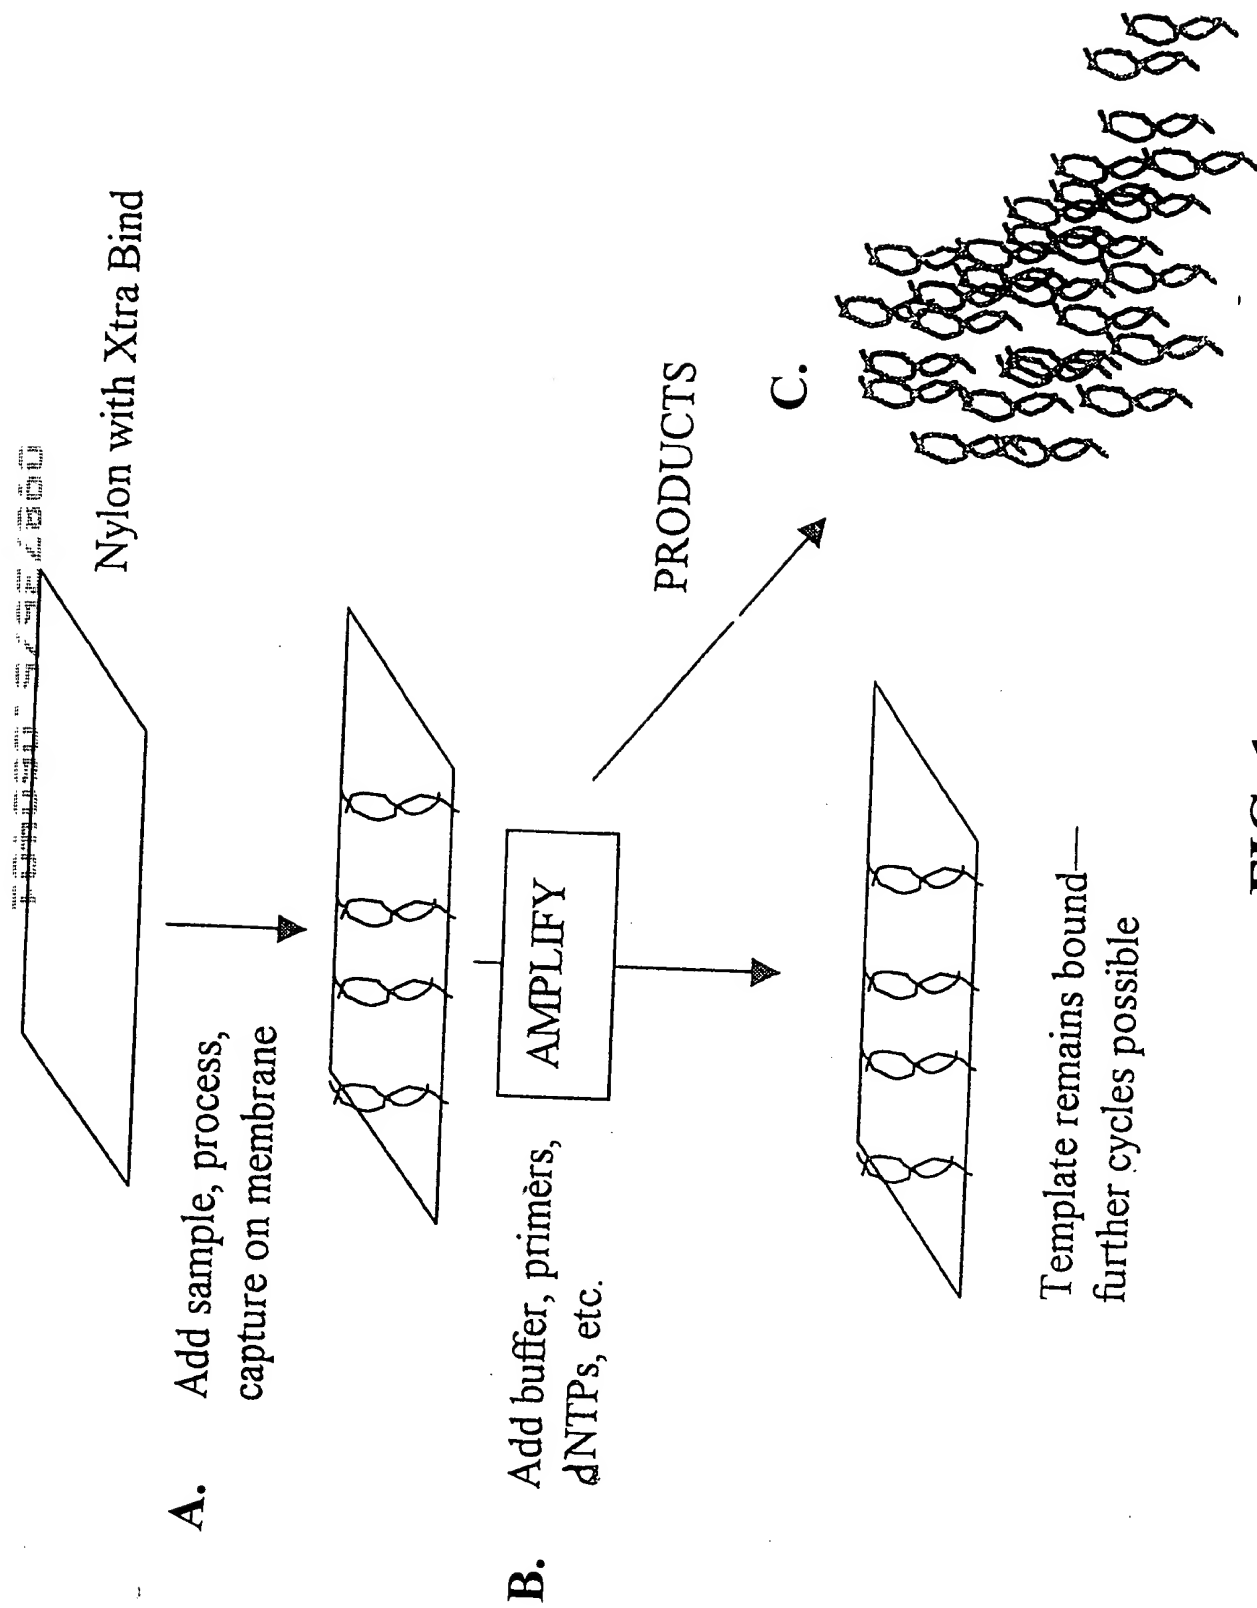 Nylon with Xtra Bind
A. Add sample, process,
capture on membrane
B. Add buffer, primers,
dNTPs, etc.
AMPLIFY
PRODUCTS
C.
Template remains bound—
further cycles possible